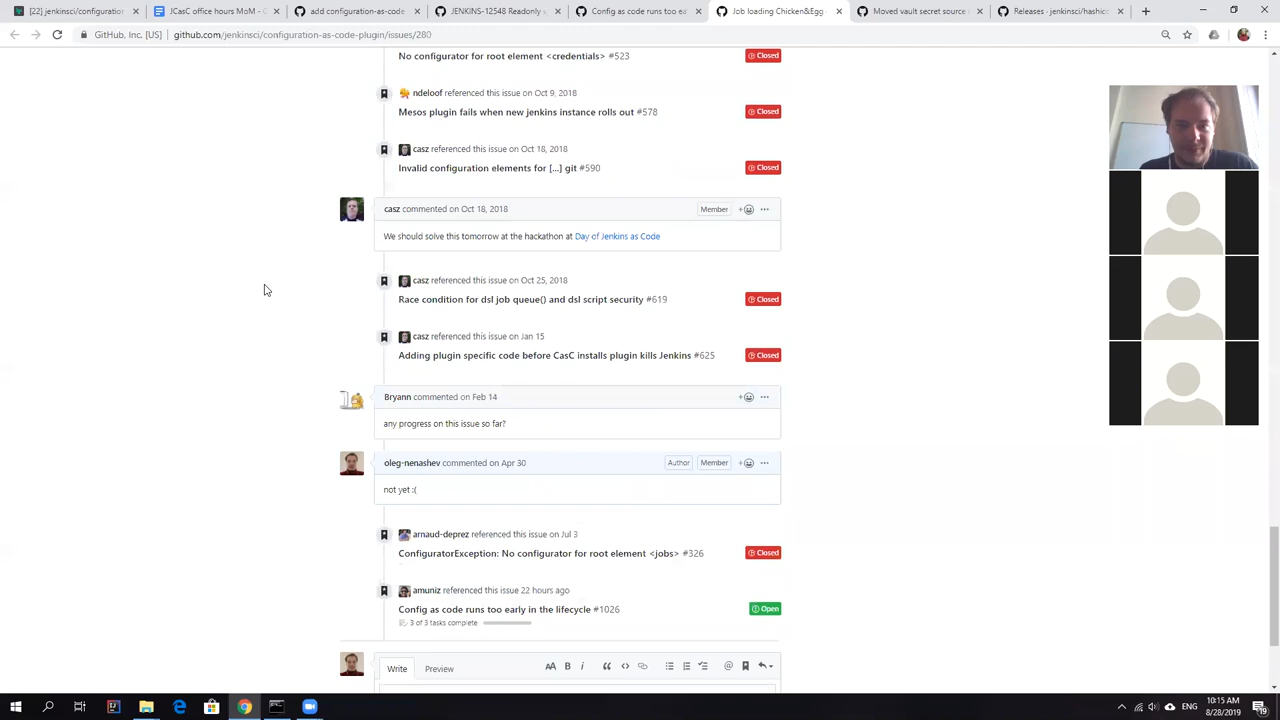 [22] jenkinsci/configurat
JCasC office hours MoM - G
add configuration-as-code
JENKINS-12548 Readonly s
Config as code runs too ea
Job loading Chicken&Egg
Moved vault secret source
Releases · jenkinsci/hashic
GitHub, Inc. [US] | github.com/jenkinsci/configuration-as-code-plugin/issues/280
No configurator for root element <credentials> #523
Closed
ndeloof referenced this issue on Oct 9, 2018
Mesos plugin fails when new jenkins instance rolls out #578
Closed
casz referenced this issue on Oct 18, 2018
Invalid configuration elements for [...] git #590
Closed
casz commented on Oct 18, 2018
Member
We should solve this tomorrow at the hackathon at Day of Jenkins as Code
casz referenced this issue on Oct 25, 2018
Race condition for dsl job queue() and dsl script security #619
Closed
casz referenced this issue on Jan 15
Adding plugin specific code before CasC installs plugin kills Jenkins #625
Closed
Bryann commented on Feb 14
any progress on this issue so far?
oleg-nenashev commented on Apr 30
Author
Member
not yet :(
arnaud-deprez referenced this issue on Jul 3
ConfiguratorException: No configurator for root element <jobs> #326
Closed
amuniz referenced this issue 22 hours ago
Config as code runs too early in the lifecycle #1026
Open
3 of 3 tasks complete
Write
Preview
AA B i
ENG
10:15 AM
8/28/2019
19